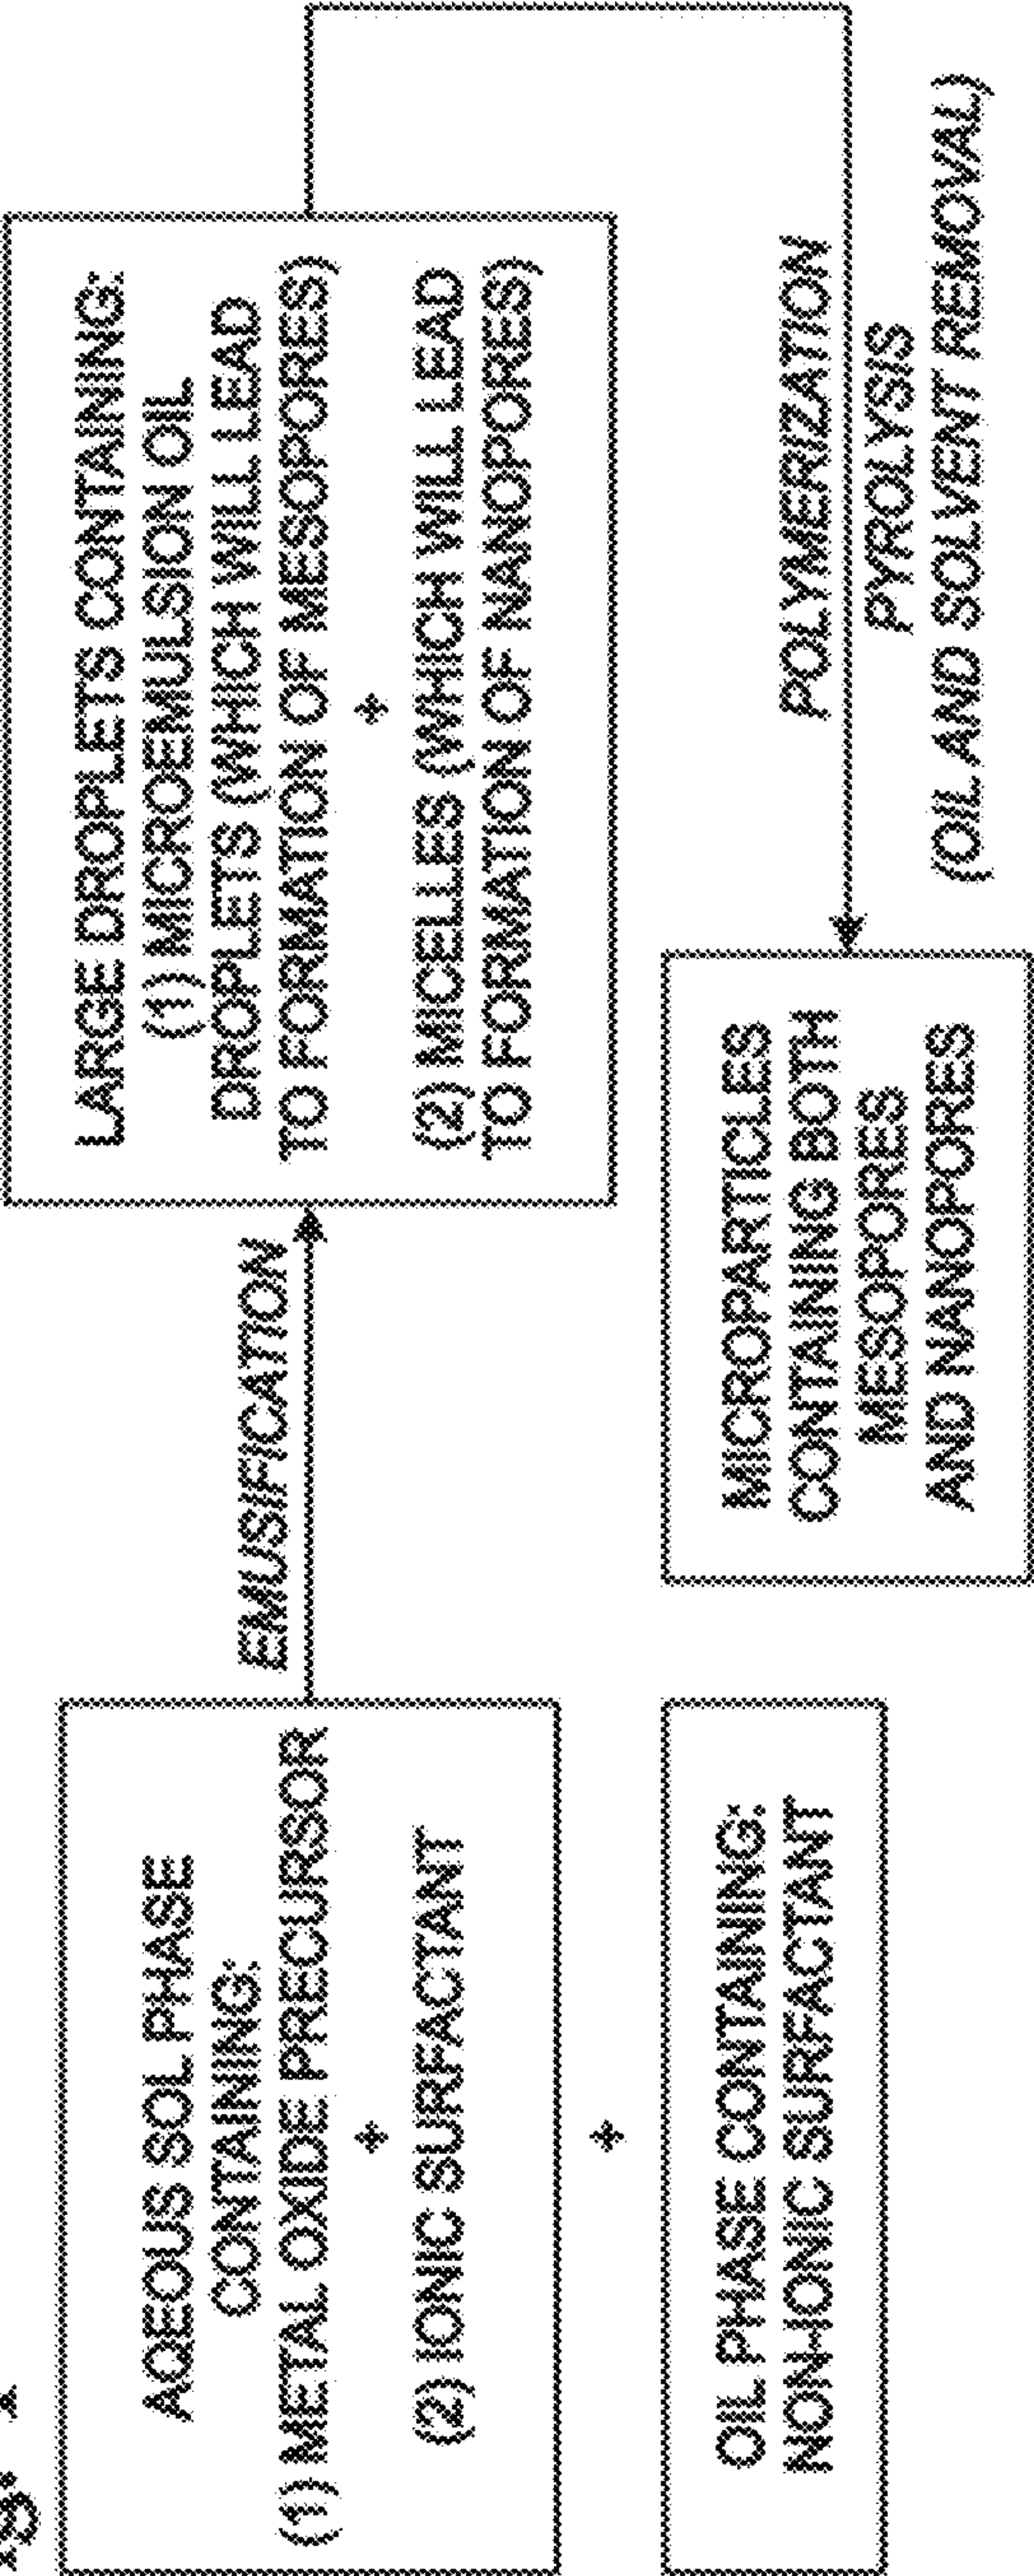 AQEOUS SOL PHASE
CONTAINING:
(1) METAL OXIDE PRECURSOR
+
(2) IONIC SURFACTANT
+
OIL PHASE CONTAINING:
NON-IONIC SURFACTANT
EMUSIFICATION
LARGE DROPLETS CONTAINING:
(1) MICROEMULSION OIL
DROPLETS (WHICH WILL LEAD
TO FORMATION OF MESOPORES)
+
(2) MICELLES (WHICH WILL LEAD
TO FORMATION OF NANOPORES)
POLYMERIZATION
PYROLYSIS
(OIL AND SOLVENT REMOVAL)
MICROPARTICLES
CONTAINING BOTH
MESOPORES
AND NANOPORES